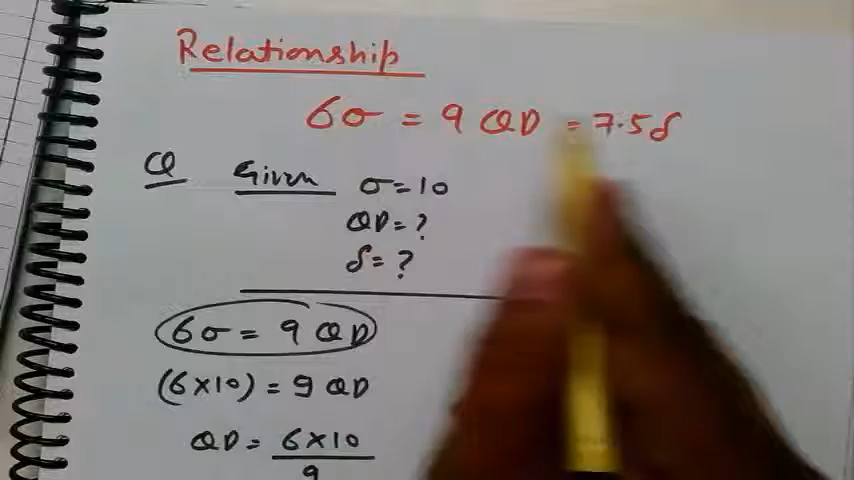 Relationship
6σ = 9 QD = 7.5δ
Q Given σ=10
QD=?
δ=?
6σ = 9 QD
(6×10) = 9 QD
QD = 6×10
9